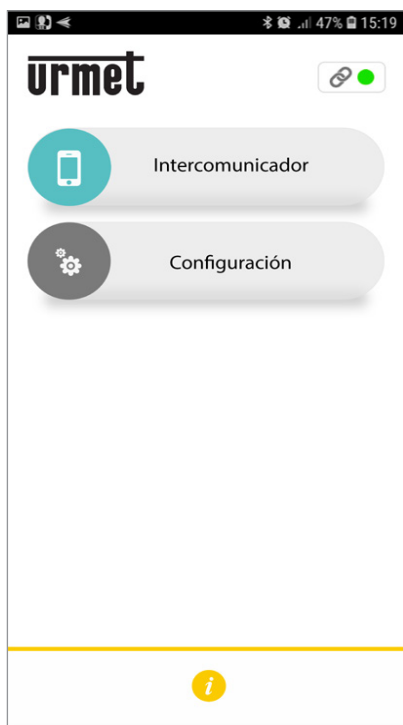 47% 15:19
urmet
Intercomunicador
Configuración
i